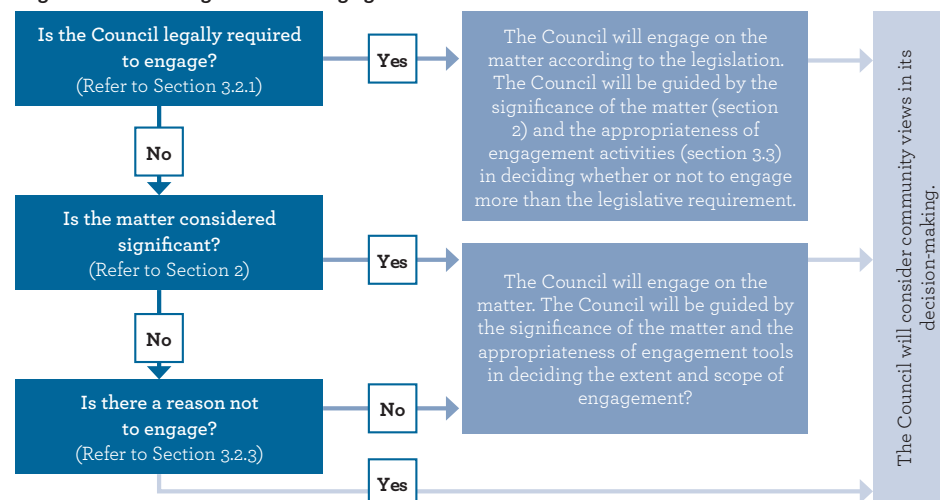 Is the Council legally required
to engage?
(Refer to Section 3.2.1)
Yes
The Council will engage on the
matter according to the legislation.
The Council will be guided by the
significance of the matter (section
2) and the appropriateness of
engagement activities (section 3.3)
in deciding whether or not to engage
more than the legislative requirement.
No
Is the matter considered
significant?
(Refer to Section 2)
Yes
The Council will engage on the
matter. The Council will be guided by
the significance of the matter and the
appropriateness of engagement tools
in deciding the extent and scope of
engagement?
No
Is there a reason not
to engage?
(Refer to Section 3.2.3)
No
Yes
The Council will consider community views in its
decision-making.